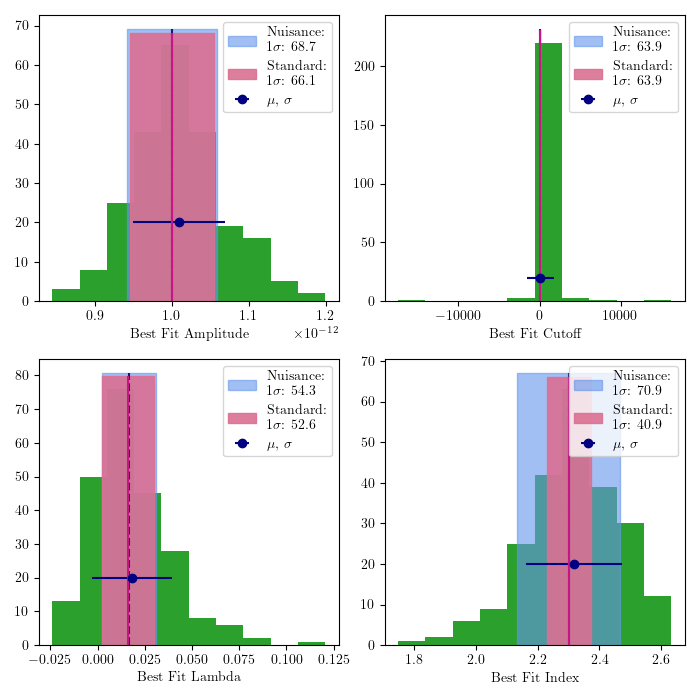 70
60
50
40
30
20
10
0
0.9
1.0
1.1
1.2
×10⁻¹²
Best Fit Amplitude
Nuisance:
1σ: 68.7
Standard:
1σ: 66.1
μ, σ
200
150
100
50
0
−10000
0
10000
Best Fit Cutoff
Nuisance:
1σ: 63.9
Standard:
1σ: 63.9
μ, σ
80
70
60
50
40
30
20
10
0
−0.025
0.000
0.025
0.050
0.075
0.100
0.125
Best Fit Lambda
Nuisance:
1σ: 54.3
Standard:
1σ: 52.6
μ, σ
70
60
50
40
30
20
10
0
1.8
2.0
2.2
2.4
2.6
Best Fit Index
Nuisance:
1σ: 70.9
Standard:
1σ: 40.9
μ, σ